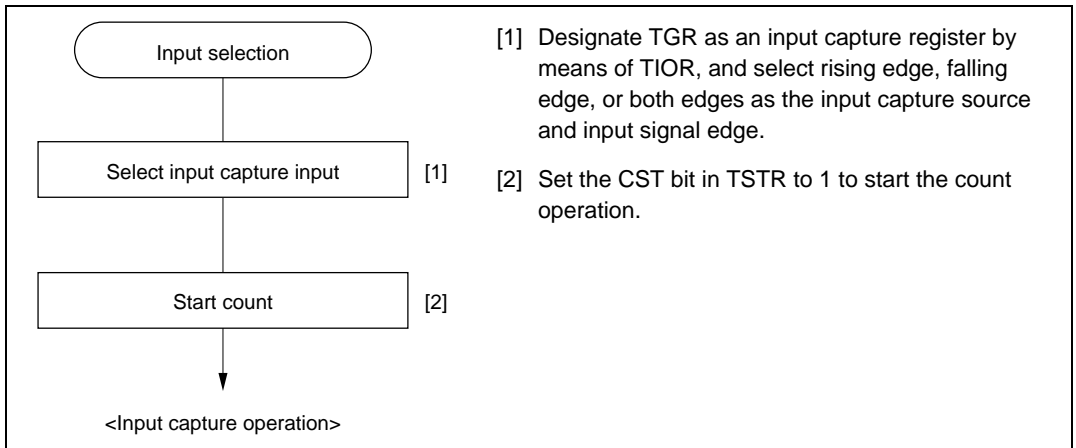 Input selection
Select input capture input
[1]
Start count
[2]
<Input capture operation>
[1] Designate TGR as an input capture register by
means of TIOR, and select rising edge, falling
edge, or both edges as the input capture source
and input signal edge.
[2] Set the CST bit in TSTR to 1 to start the count
operation.